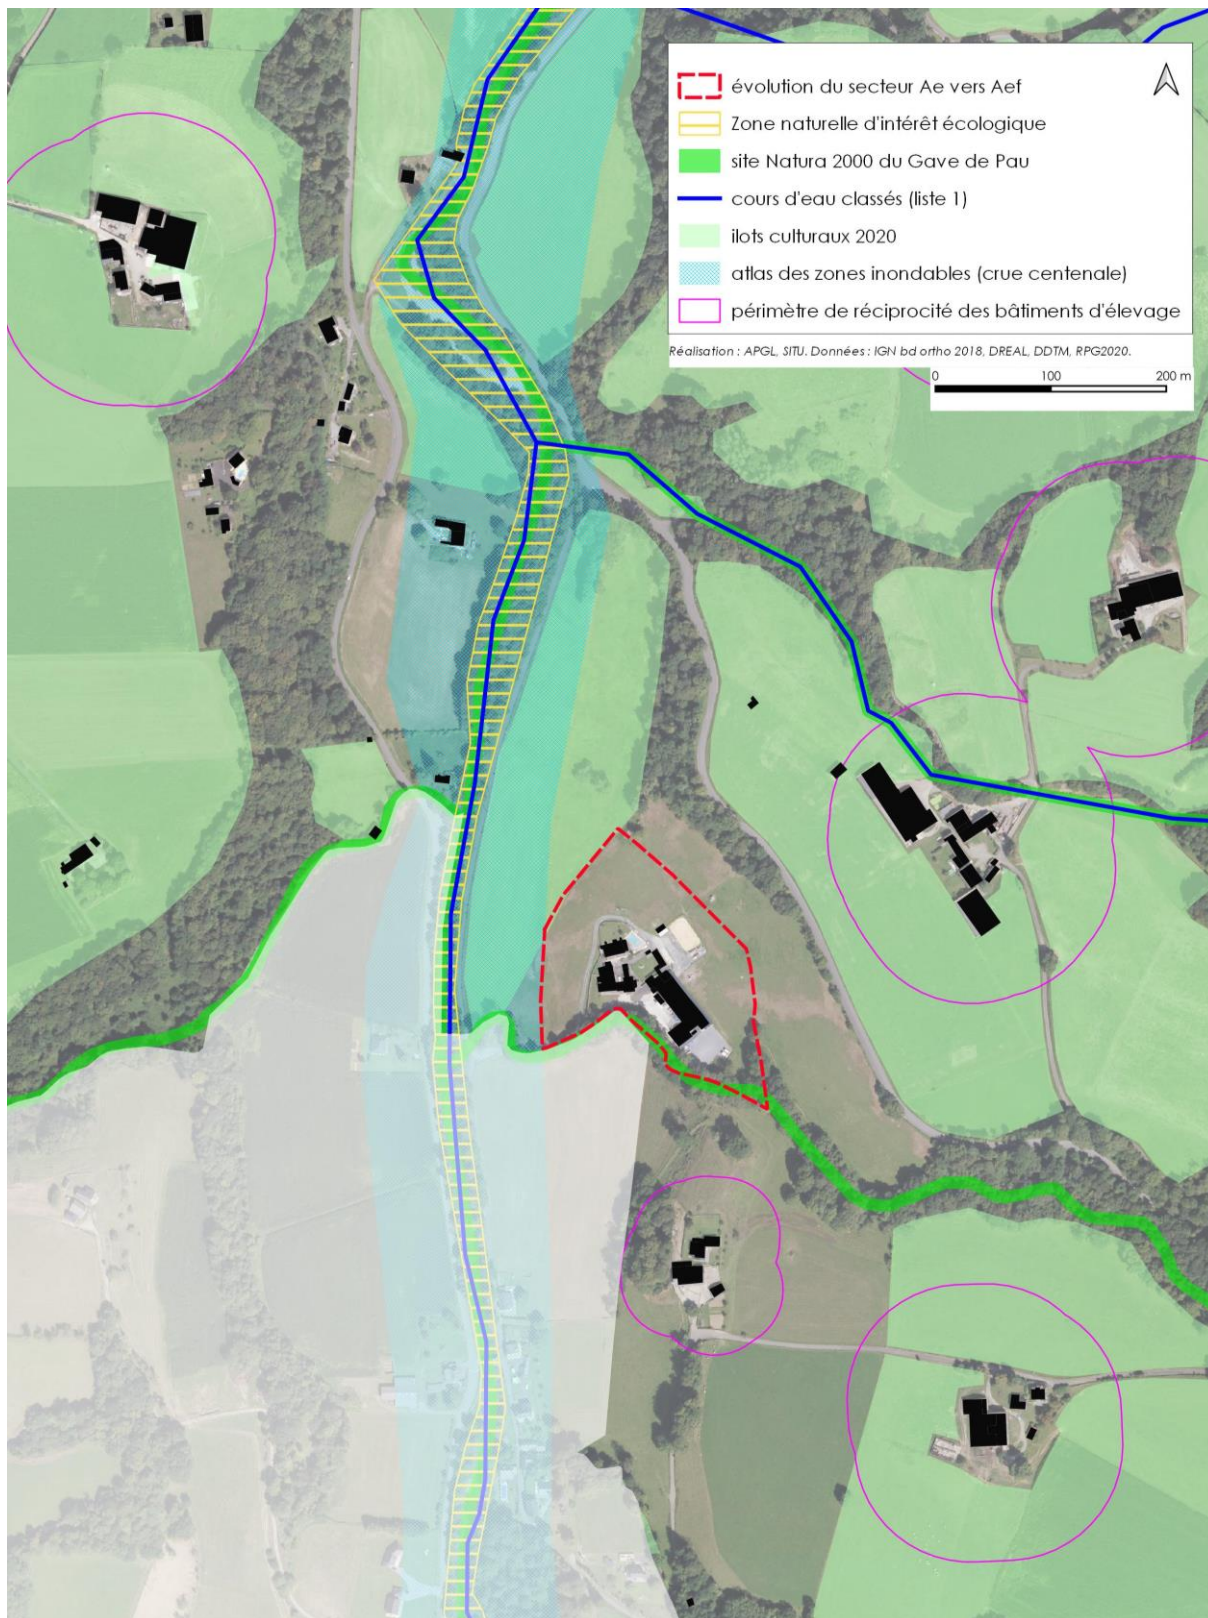 évolution du secteur Ae vers Aef
Zone naturelle d'intérêt écologique
site Natura 2000 du Gave de Pau
cours d'eau classés (liste 1)
ilots culturaux 2020
atlas des zones inondables (crue centenale)
périmètre de réciprocité des bâtiments d'élevage
Réalisation : APGL, SITU. Données : IGN bd ortho 2018, DREAL, DDTM, RPG2020.
0 100 200 m